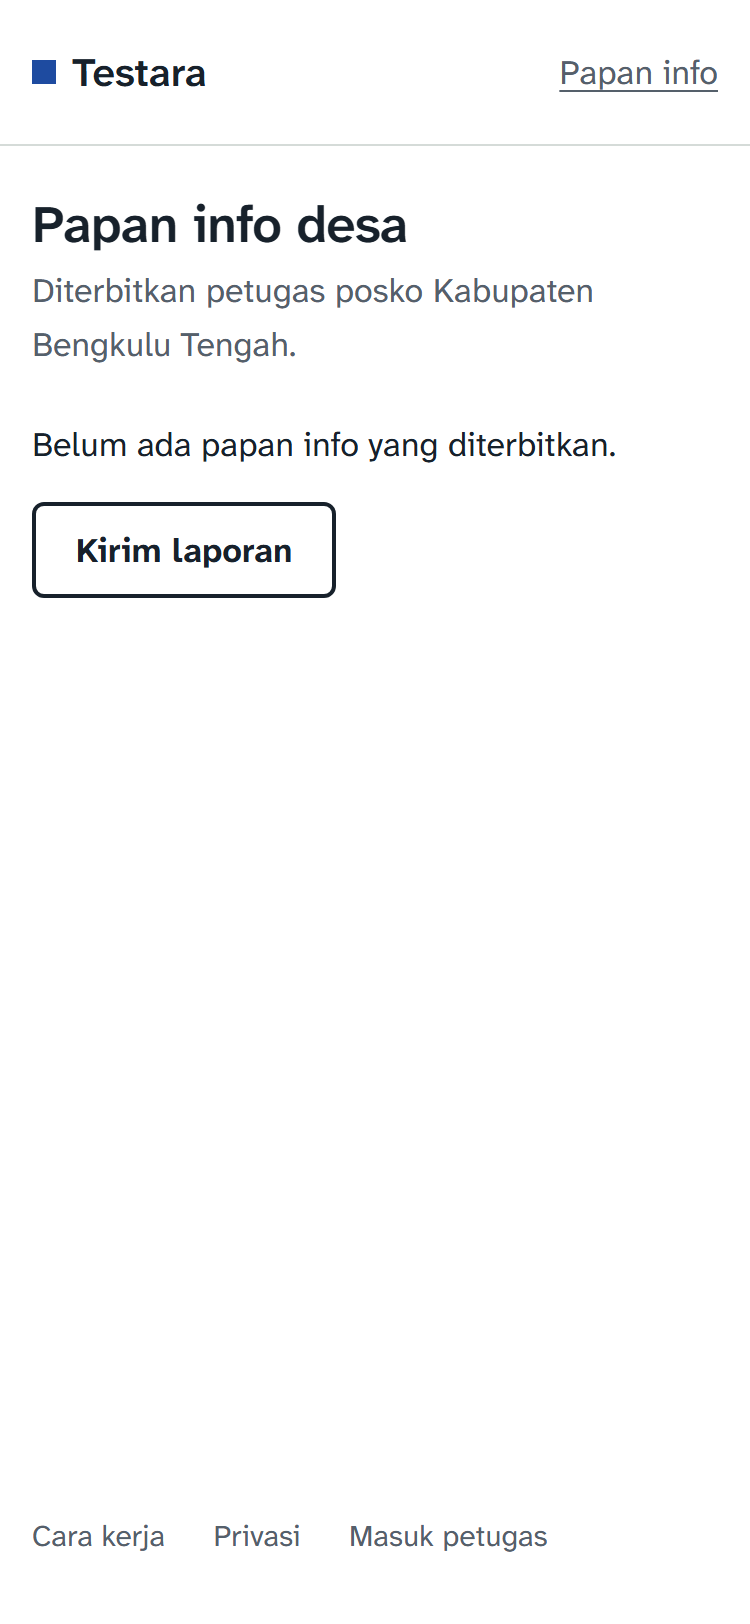 Testara
Papan info
Papan info desa
Diterbitkan petugas posko Kabupaten
Bengkulu Tengah.
Belum ada papan info yang diterbitkan.
Kirim laporan
Cara kerja
Privasi
Masuk petugas